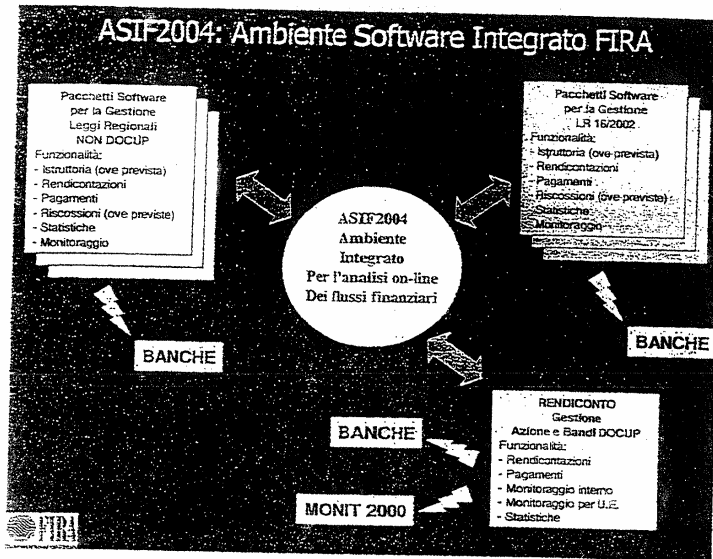 ASIF2004: Ambiente Software Integrato FIRA
Pacchetti Software
per la Gestione
Leggi Regionali
NON DOCUP
Funzionalità:
- Istruttoria (ove prevista)
- Rendicontazioni
- Pagamenti
- Riscossioni (ove previste)
- Statistiche
- Monitoraggio
BANCHE
ASIF2004
Ambiente
Integrato
Per l'analisi on-line
Dei flussi finanziari
Pacchetti Software
per la Gestione
LR 16/2002
Funzionalità:
- Istruttoria (ove prevista)
- Rendicontazioni
- Pagamenti
- Riscossioni (ove previste)
- Statistiche
- Monitoraggio
BANCHE
RENDICONTO
Gestione
Azione e Bandi DOCUP
Funzionalità:
- Rendicontazioni
- Pagamenti
- Monitoraggio interno
- Monitoraggio per U.E.
- Statistiche
BANCHE
MONIT 2000
FIRA